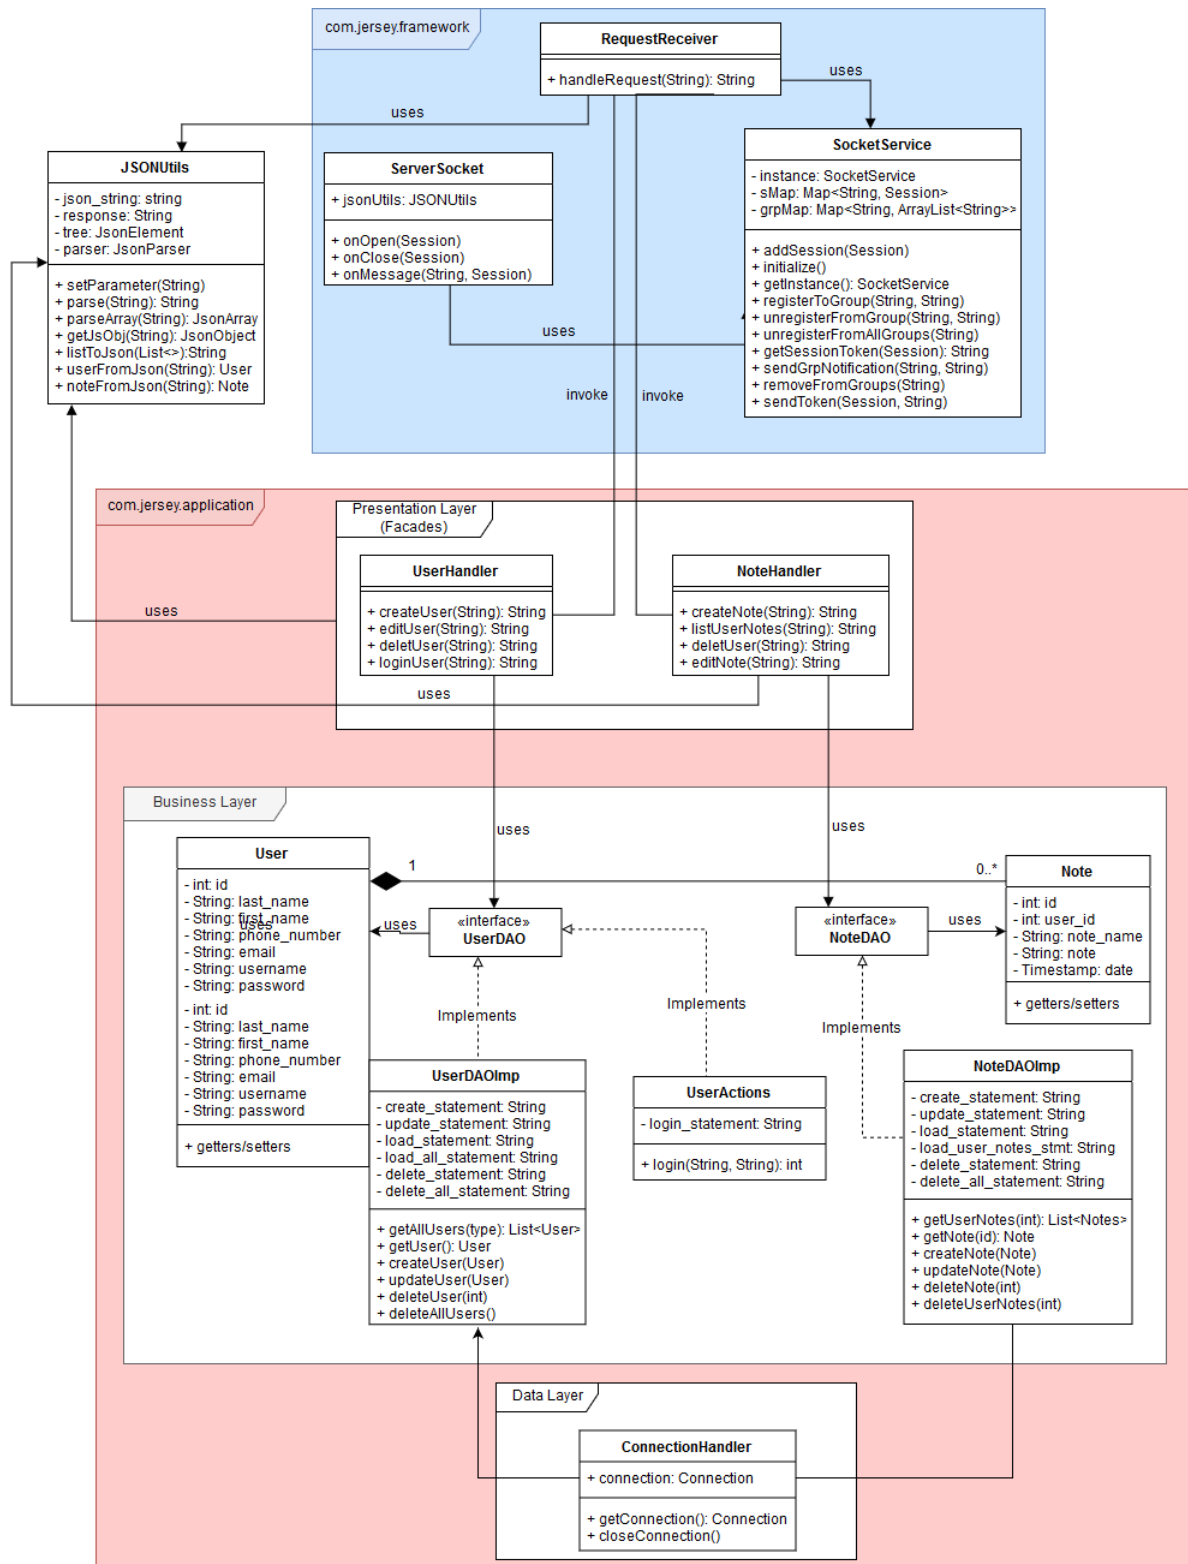 com.jersey.framework
RequestReceiver
+ handleRequest(String): String
uses
uses
JSONUtils
- json_string: string
- response: String
- tree: JsonElement
- parser: JsonParser
+ setParameter(String)
+ parse(String): String
+ parseArray(String): JsonArray
+ getJsObj(String): JsonObject
+ listToJson(List<>):String
+ userFromJson(String): User
+ noteFromJson(String): Note
ServerSocket
+ jsonUtils: JSONUtils
+ onOpen(Session)
+ onClose(Session)
+ onMessage(String, Session)
SocketService
- instance: SocketService
- sMap: Map<String, Session>
- grpMap: Map<String, ArrayList<String>>
+ addSession(Session)
+ initialize()
+ getInstance(): SocketService
+ registerToGroup(String, String)
+ unregisterFromGroup(String, String)
+ unregisterFromAllGroups(String)
+ getSessionToken(Session): String
+ sendGrpNotification(String, String)
+ removeFromGroups(String)
+ sendToken(Session, String)
uses
invoke
invoke
com.jersey.application
Presentation Layer
(Facades)
UserHandler
+ createUser(String): String
+ editUser(String): String
+ deletUser(String): String
+ loginUser(String): String
NoteHandler
+ createNote(String): String
+ listUserNotes(String): String
+ deletUser(String): String
+ editNote(String): String
uses
uses
Business Layer
uses
uses
User
- int: id
- String: last_name
- String: first_name
- String: phone_number
- String: email
- String: username
- String: password
- int: id
- String: last_name
- String: first_name
- String: phone_number
- String: email
- String: username
- String: password
+ getters/setters
uses
1
0..*
uses
«interface»
UserDAO
«interface»
NoteDAO
uses
Note
- int: id
- int: user_id
- String: note_name
- String: note
- Timestamp: date
+ getters/setters
Implements
Implements
Implements
UserDAOImp
- create_statement: String
- update_statement: String
- load_statement: String
- load_all_statement: String
- delete_statement: String
- delete_all_statement: String
+ getAllUsers(type): List<User>
+ getUser(): User
+ createUser(User)
+ updateUser(User)
+ deleteUser(int)
+ deleteAllUsers()
UserActions
- login_statement: String
+ login(String, String): int
NoteDAOImp
- create_statement: String
- update_statement: String
- load_statement: String
- load_user_notes_stmt: String
- delete_statement: String
- delete_all_statement: String
+ getUserNotes(int): List<Notes>
+ getNote(id): Note
+ createNote(Note)
+ updateNote(Note)
+ deleteNote(int)
+ deleteUserNotes(int)
Data Layer
ConnectionHandler
+ connection: Connection
+ getConnection(): Connection
+ closeConnection()